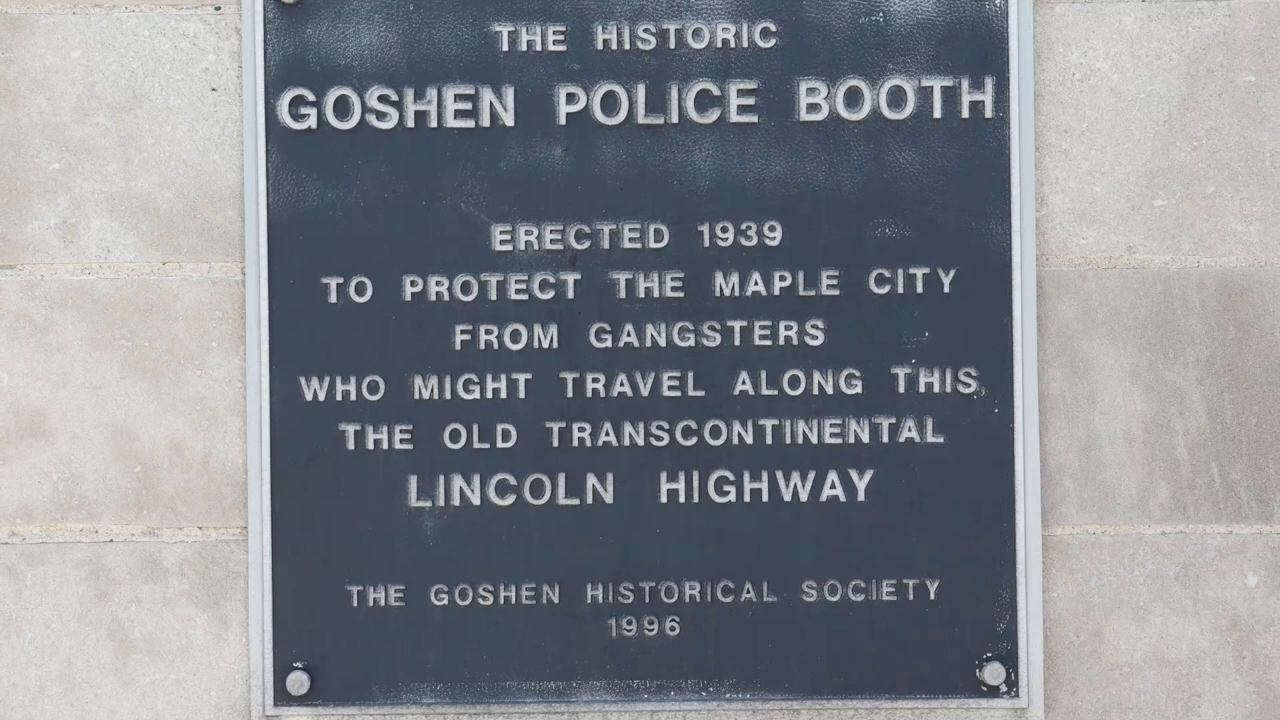 THE HISTORIC
GOSHEN POLICE BOOTH
ERECTED 1939
TO PROTECT THE MAPLE CITY
FROM GANGSTERS
WHO MIGHT TRAVEL ALONG THIS,
THE OLD TRANSCONTINENTAL
LINCOLN HIGHWAY
THE GOSHEN HISTORICAL SOCIETY
1996